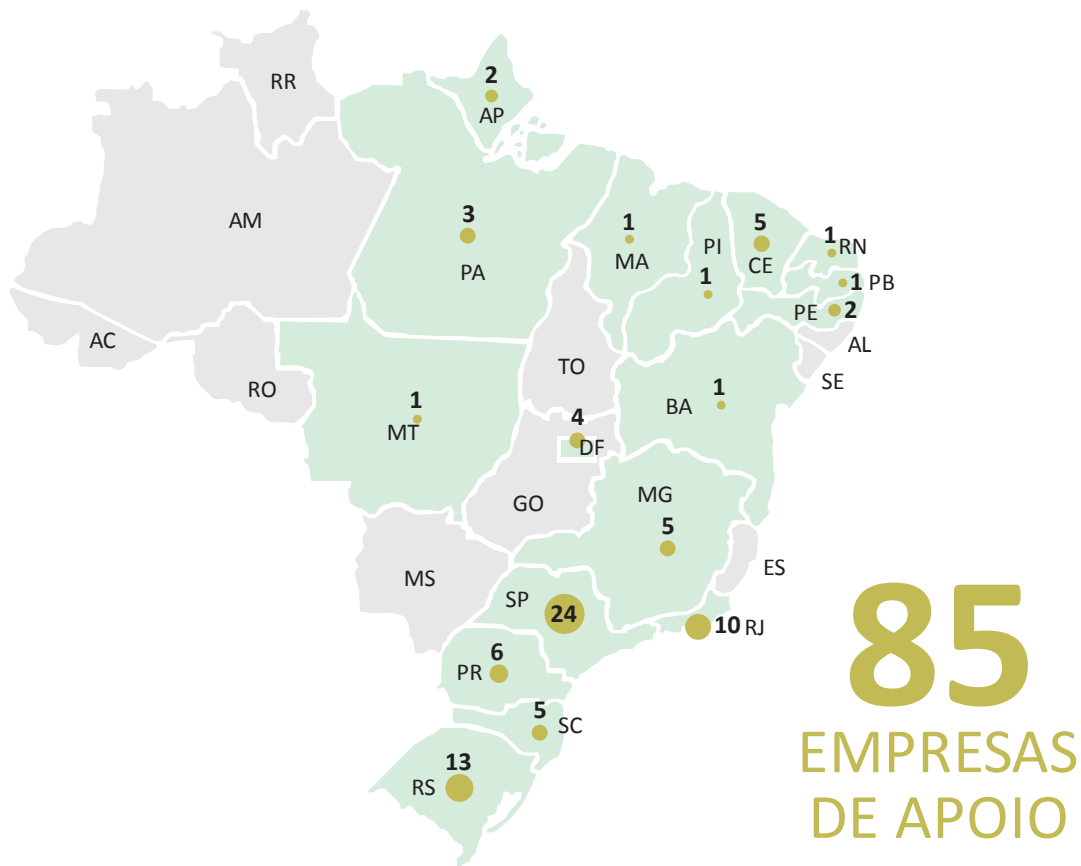 RR
2
AP
AM
3
PA
1
MA
PI
1
5
CE
1
RN
1 PB
PE 2
AL
SE
AC
RO
TO
1
MT
BA
1
4
DF
GO
MG
5
ES
MS
SP
24
10 RJ
6
PR
5
SC
13
RS
85
EMPRESAS
DE APOIO